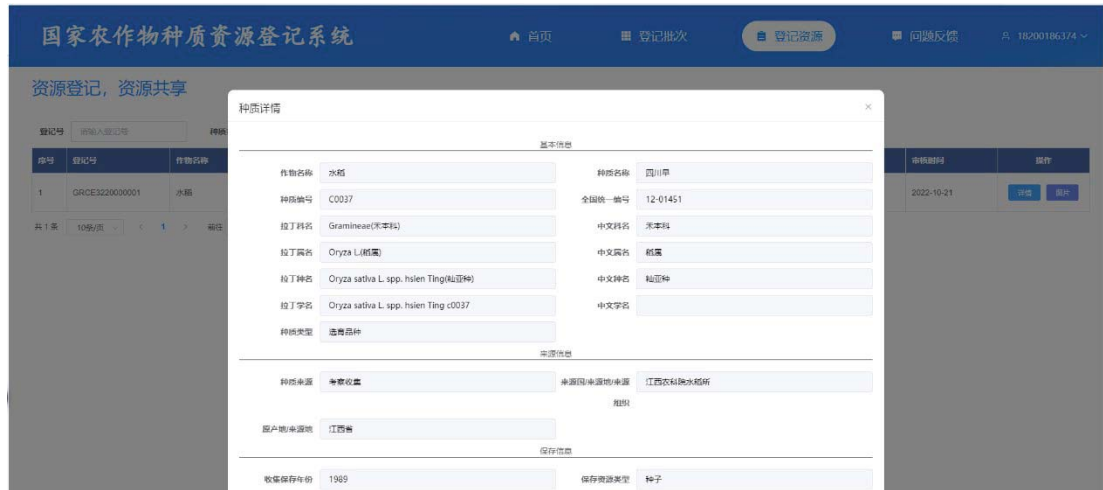 国家农作物种质资源登记系统
首页 登记批次 登记资源 问题反馈 18200186374
资源登记，资源共享
种质详情
登记号 请输入登记号 种质
基本信息
序号 登记号 作物名称 审核时间 操作
作物名称 水稻 种质名称 四川早
1 GRCE3220000001 水稻 2022-10-21 详情 图片
种质编号 C0037 全国统一编号 12-01451
共 1 条 10条/页 < 1 > 前往
拉丁科名 Gramineae(禾本科) 中文科名 禾本科
拉丁属名 Oryza L.(稻属) 中文属名 稻属
拉丁种名 Oryza sativa L. spp. hsien Ting(籼亚种) 中文种名 籼亚种
拉丁学名 Oryza sativa L. spp. hsien Ting c0037 中文学名
种质类型 选育品种
来源信息
种质来源 考察收集 来源国/来源地/来源组织 江西农科院水稻所
原产地/来源地 江西省
保存信息
收集保存年份 1989 保存资源类型 种子